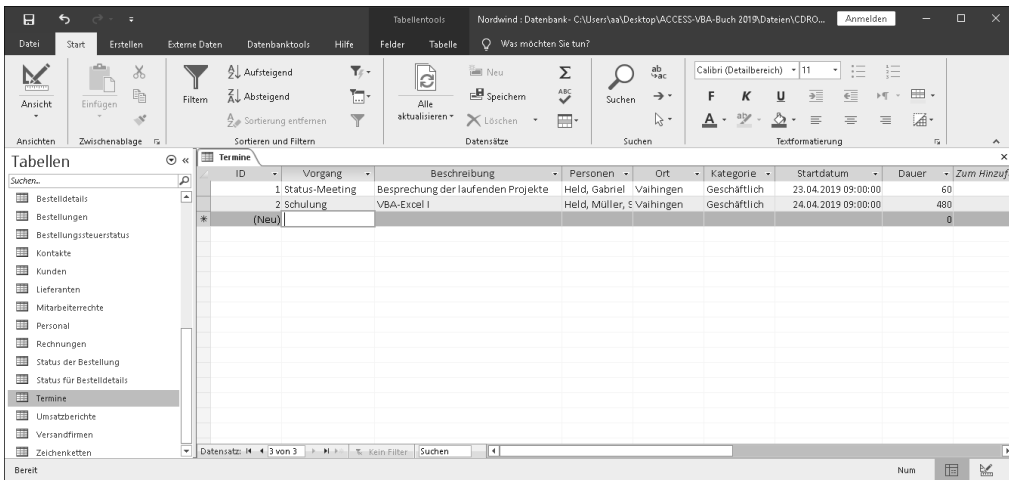 Tabellentools Nordwind : Datenbank- C:\Users\aa\Desktop\ACCESS-VBA-Buch 2019\Dateien\CDRO... Anmelden
Datei Start Erstellen Externe Daten Datenbanktools Hilfe Felder Tabelle Was möchten Sie tun?
Ansicht
Ansichten
Einfügen
Zwischenablage
Filtern
Aufsteigend
Absteigend
Sortierung entfernen
Sortieren und Filtern
Alle
aktualisieren
Neu
Speichern
Löschen
ABC
Datensätze
Suchen
ab
ac
Suchen
Calibri (Detailbereich) 11
F K U
A
Textformatierung
Tabellen
Suchen...
Bestelldetails
Bestellungen
Bestellungssteuerstatus
Kontakte
Kunden
Lieferanten
Mitarbeiterrechte
Personal
Rechnungen
Status der Bestellung
Status für Bestelldetails
Termine
Umsatzberichte
Versandfirmen
Zeichenketten
Termine
ID Vorgang Beschreibung Personen Ort Kategorie Startdatum Dauer Zum Hinzuf
1 Status-Meeting Besprechung der laufenden Projekte Held, Gabriel Vaihingen Geschäftlich 23.04.2019 09:00:00 60
2 Schulung VBA-Excel I Held, Müller, S Vaihingen Geschäftlich 24.04.2019 09:00:00 480
* (Neu) 0
Datensatz: 3 von 3 Kein Filter Suchen
Bereit Num